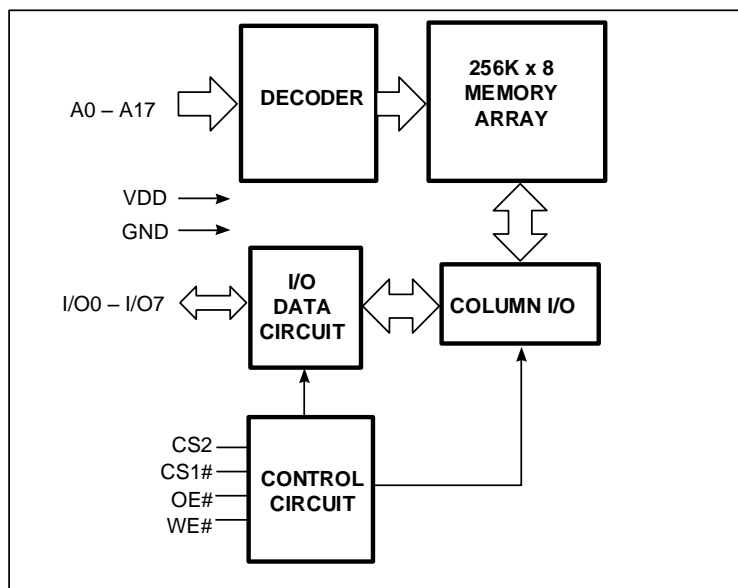 DECODER
256K x 8
MEMORY
ARRAY
A0 – A17
VDD
GND
I/O0 – I/O7
I/O
DATA
CIRCUIT
COLUMN I/O
CS2
CS1#
OE#
WE#
CONTROL
CIRCUIT